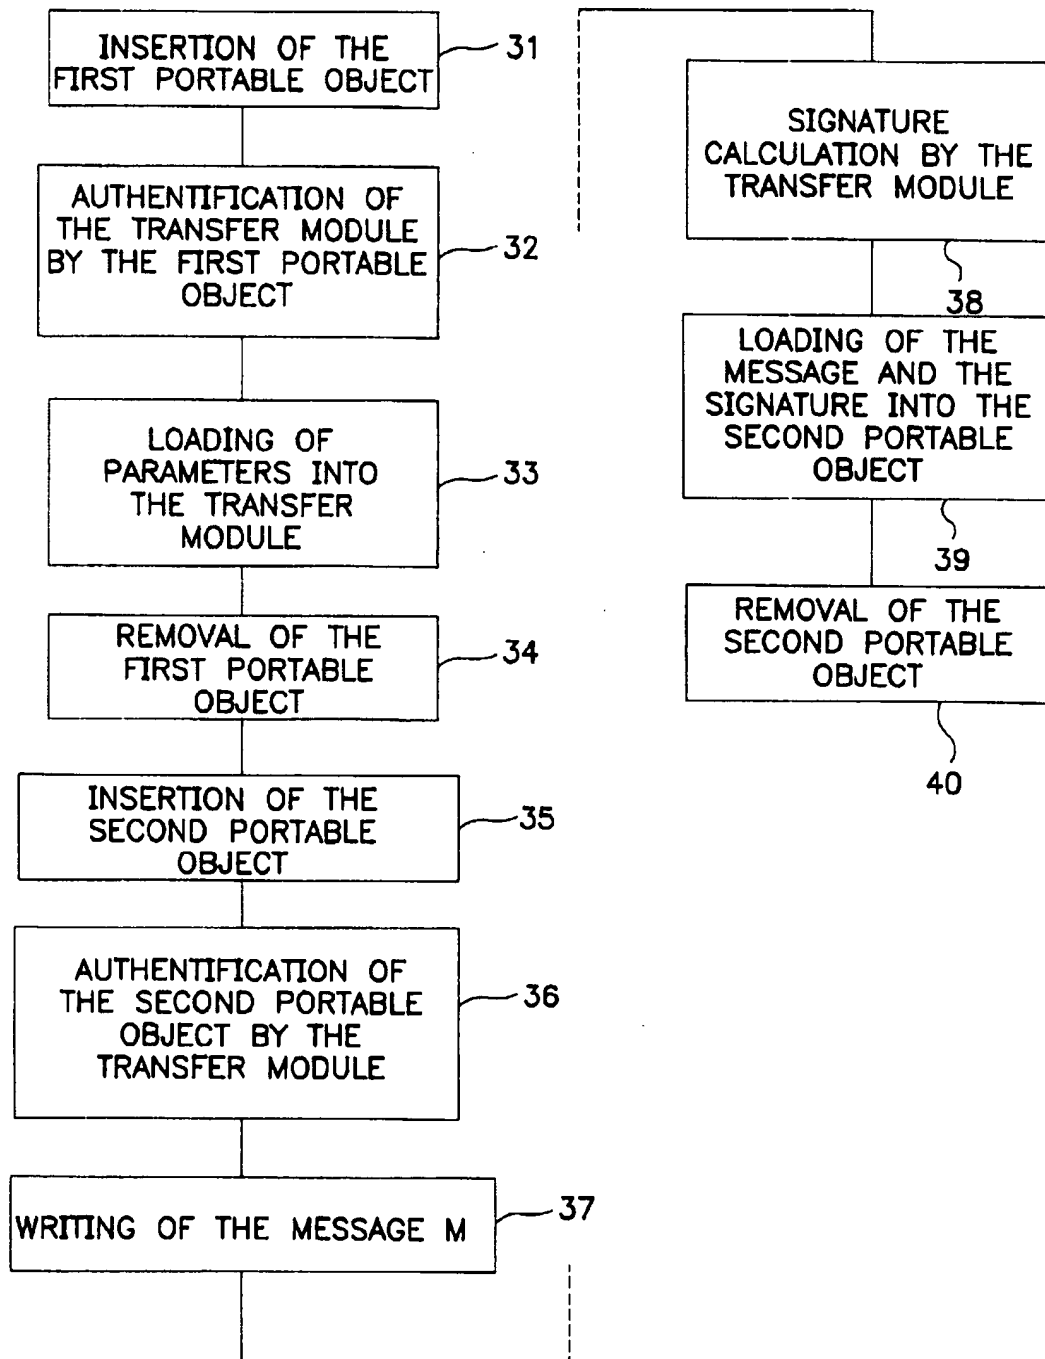 INSERTION OF THE
FIRST PORTABLE OBJECT
31
AUTHENTIFICATION OF
THE TRANSFER MODULE
BY THE FIRST PORTABLE
OBJECT
32
LOADING OF
PARAMETERS INTO
THE TRANSFER
MODULE
33
REMOVAL OF THE
FIRST PORTABLE
OBJECT
34
INSERTION OF THE
SECOND PORTABLE
OBJECT
35
AUTHENTIFICATION OF
THE SECOND PORTABLE
OBJECT BY THE
TRANSFER MODULE
36
WRITING OF THE MESSAGE M
37
SIGNATURE
CALCULATION BY THE
TRANSFER MODULE
38
LOADING OF THE
MESSAGE AND THE
SIGNATURE INTO THE
SECOND PORTABLE
OBJECT
39
REMOVAL OF THE
SECOND PORTABLE
OBJECT
40